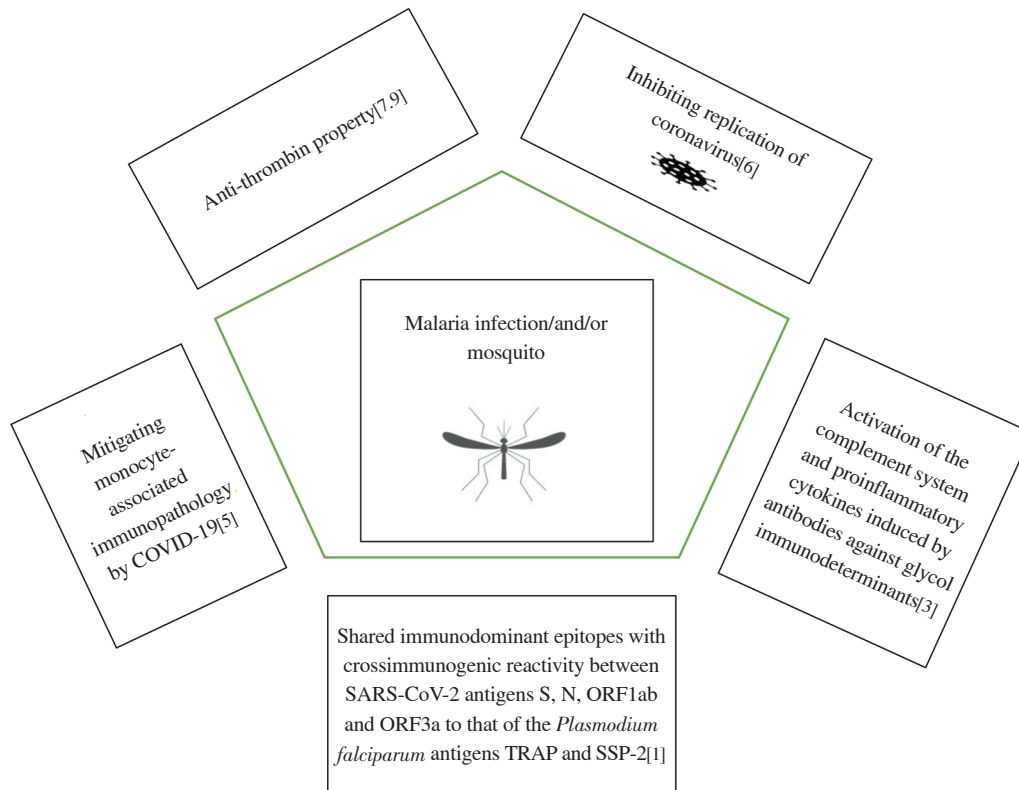 Anti-thrombin property[7.9]
Inhibiting replication of
coronavirus[6]
Malaria infection/and/or
mosquito
Mitigating
monocyte-
associated
immunopathology
by COVID-19[5]
Activation of the
complement system
and proinflammatory
cytokines induced by
antibodies against glycol
immunodeterminants[3]
Shared immunodominant epitopes with
crossimmunogenic reactivity between
SARS-CoV-2 antigens S, N, ORF1ab
and ORF3a to that of the Plasmodium
falciparum antigens TRAP and SSP-2[1]